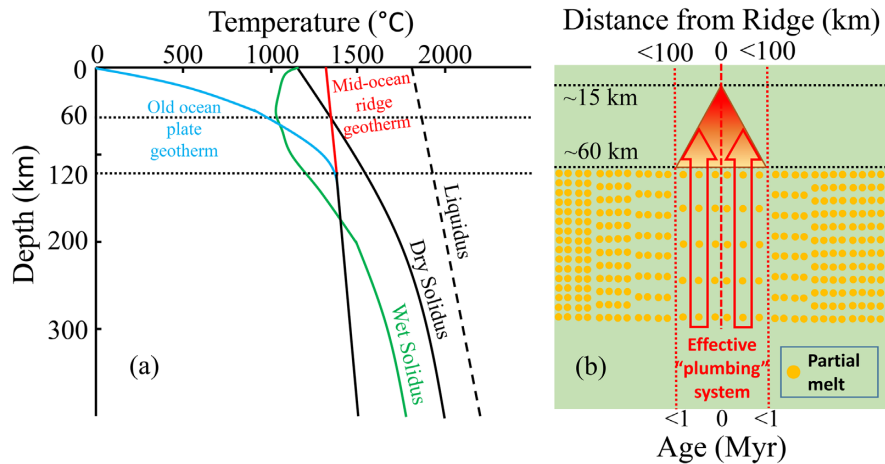 Temperature (°C)
0 500 1000 1500 2000
Depth (km)
0
60
120
200
300
Old ocean
plate
geotherm
Mid-ocean
ridge
geotherm
Liquidus
Dry Solidus
Wet Solidus
(a)
Distance from Ridge (km)
<100 0 <100
~15 km
~60 km
Effective
"plumbing"
system
(b)
Partial
melt
<1 0 <1
Age (Myr)